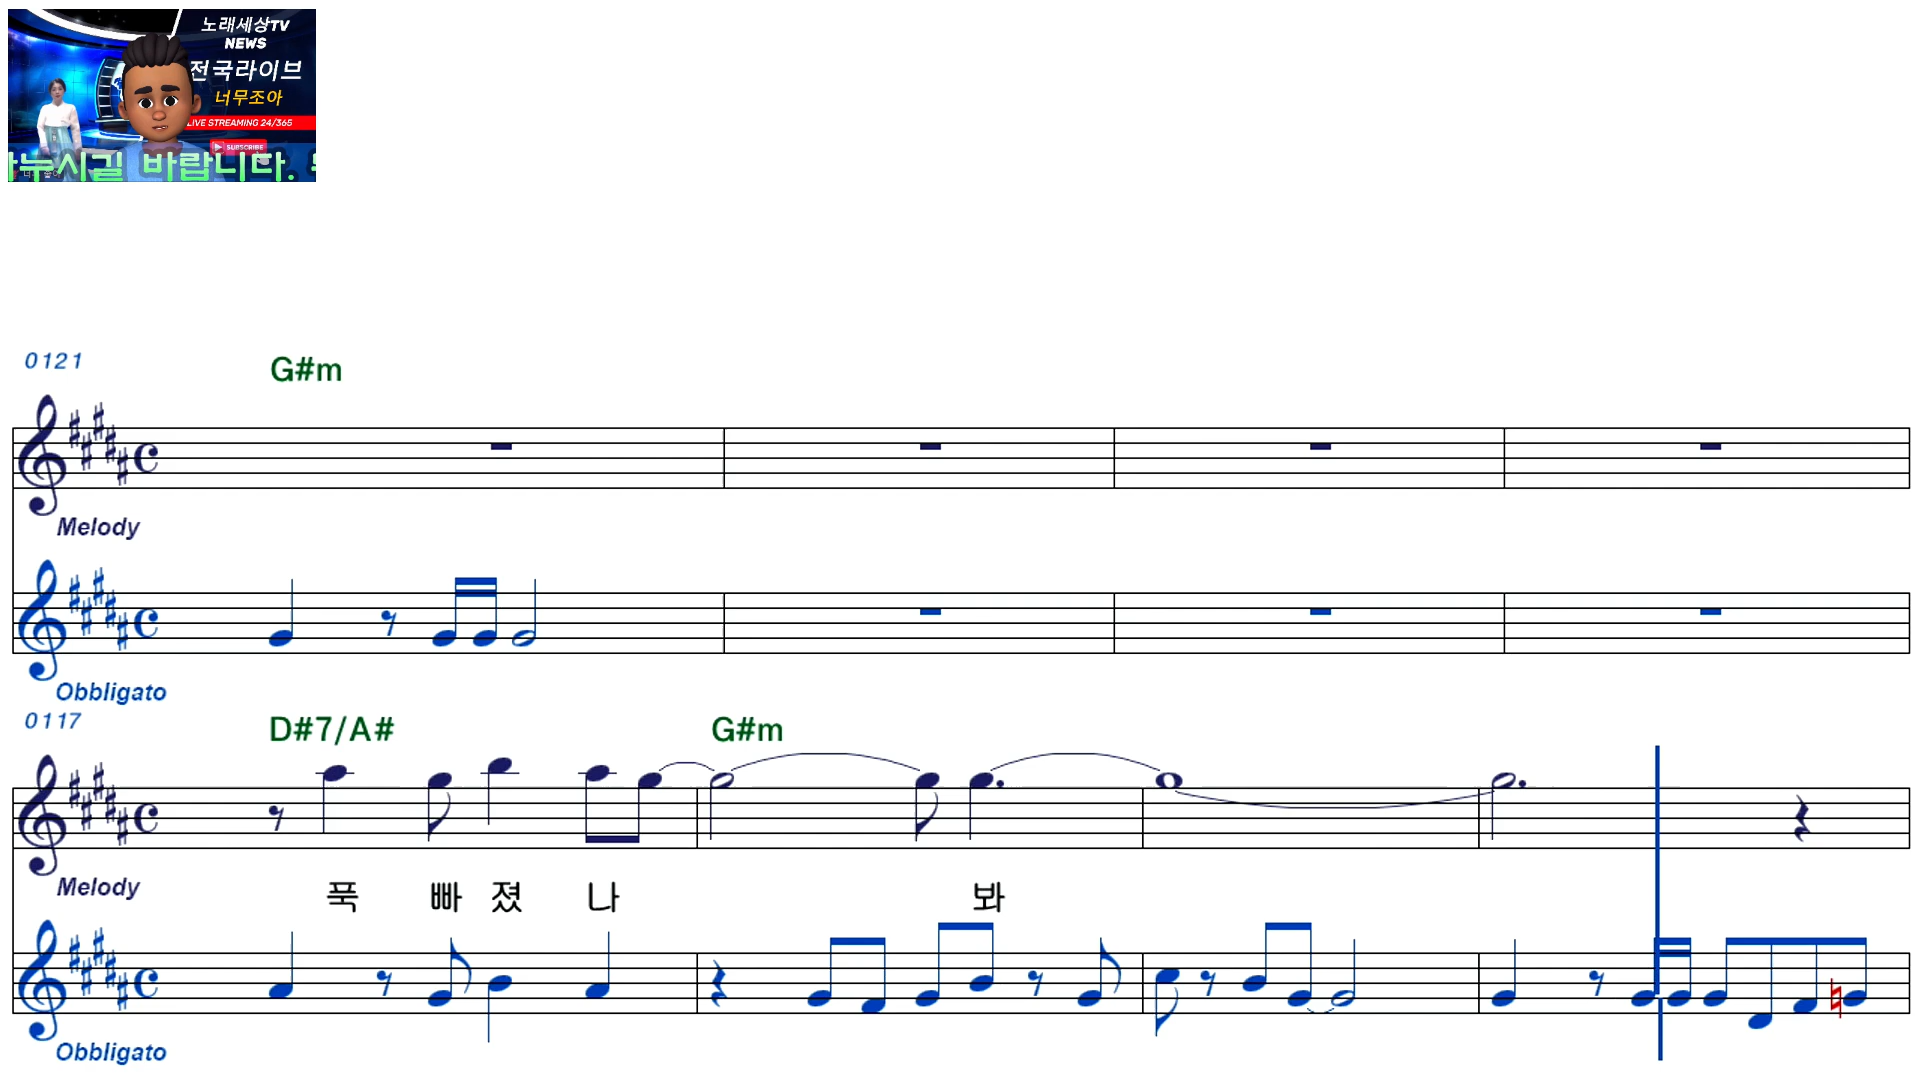 노래세상TV
NEWS
전국라이브
너무조아
LIVE STREAMING 24/365
SUBSCRIBE
바랍니다.
0121
G#m
Melody
Obbligato
0117
D#7/A# G#m
Melody
푹 빠 졌 나 봐
Obbligato